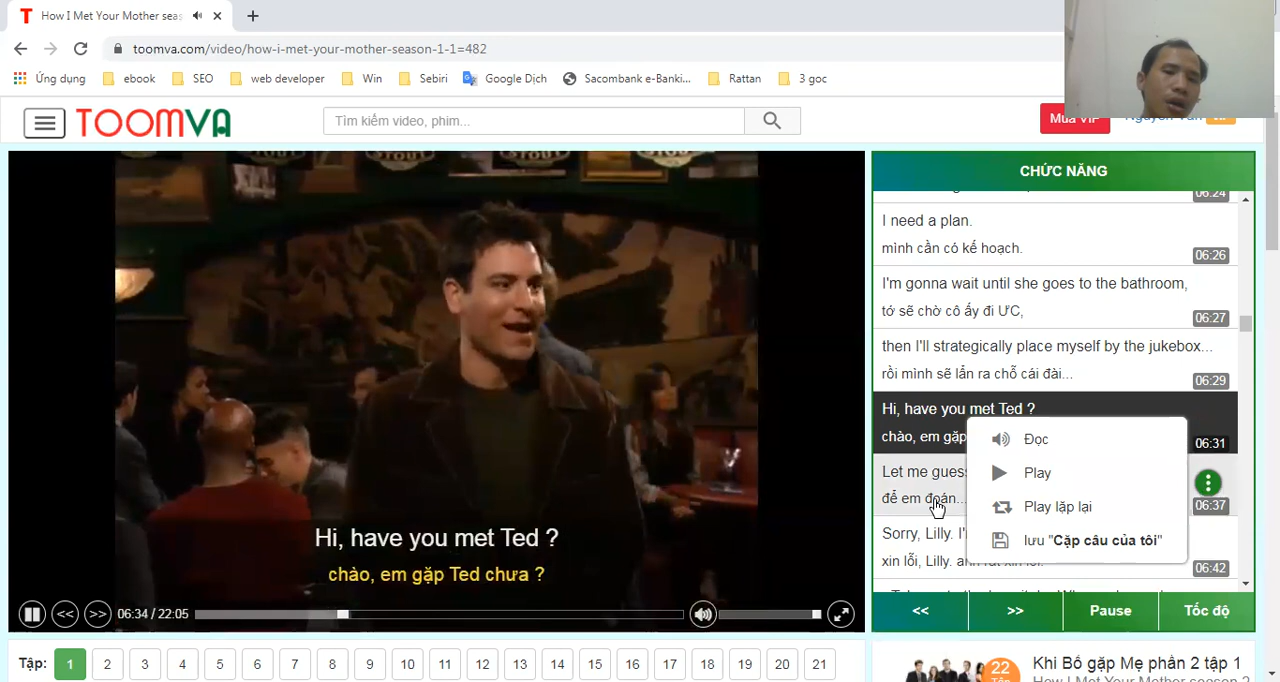 T How I Met Your Mother seas
toomva.com/video/how-i-met-your-mother-season-1-1=482
Ứng dụng ebook SEO web developer Win Sebiri Google Dịch Sacombank e-Banki... Rattan 3 goc
TOOMVA
Tìm kiếm video, phim...
Mua VIP
STOUT
Hi, have you met Ted ?
chào, em gặp Ted chưa ?
06:34 / 22:05
CHỨC NĂNG
06:24
I need a plan.
mình cần có kế hoạch.
06:26
I'm gonna wait until she goes to the bathroom,
tớ sẽ chờ cô ấy đi ƯC,
06:27
then I'll strategically place myself by the jukebox...
rồi mình sẽ lẩn ra chỗ cái đài...
06:29
Hi, have you met Ted ?
chào, em gặp
06:31
Let me gues
để em đoán...
06:37
Sorry, Lilly. I'
xin lỗi, Lilly. anh rất xin lỗi.
06:42
Đọc
Play
Play lặp lại
lưu "Cặp câu của tôi"
<< >> Pause Tốc độ
Tập: 1 2 3 4 5 6 7 8 9 10 11 12 13 14 15 16 17 18 19 20 21
22
Khi Bố gặp Mẹ phần 2 tập 1
How I Met Your Mother season 2